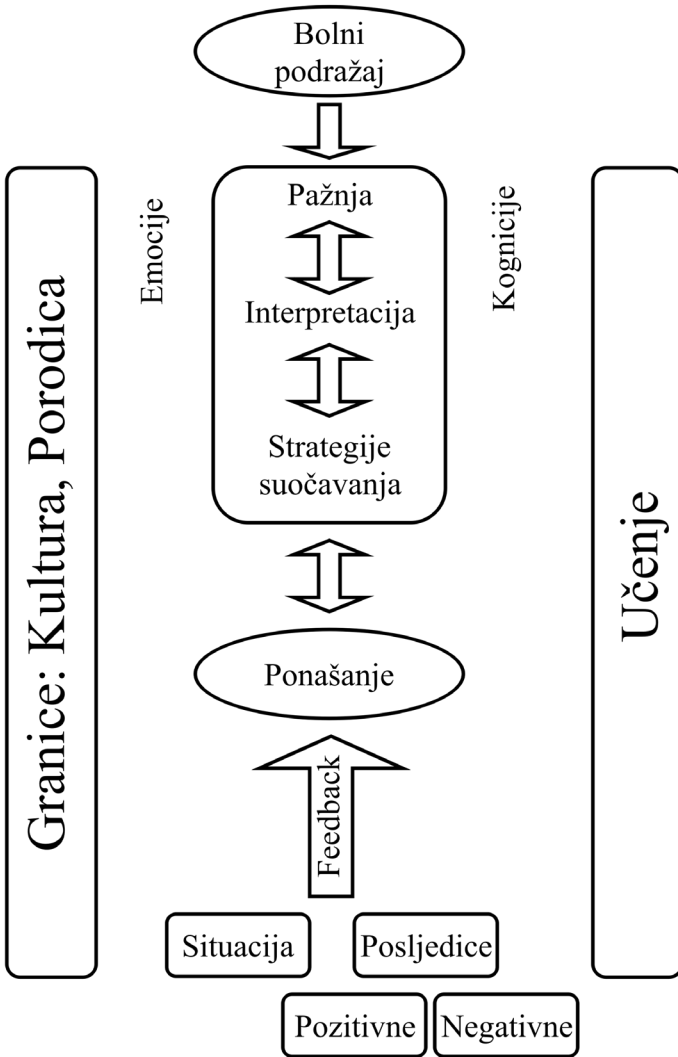 Bolni
podražaj
Granice: Kultura, Porodica
Emocije
Pažnja
Interpretacija
Strategije
suočavanja
Kognicije
Učenje
Ponašanje
Feedback
Situacija
Posljedice
Pozitivne
Negativne